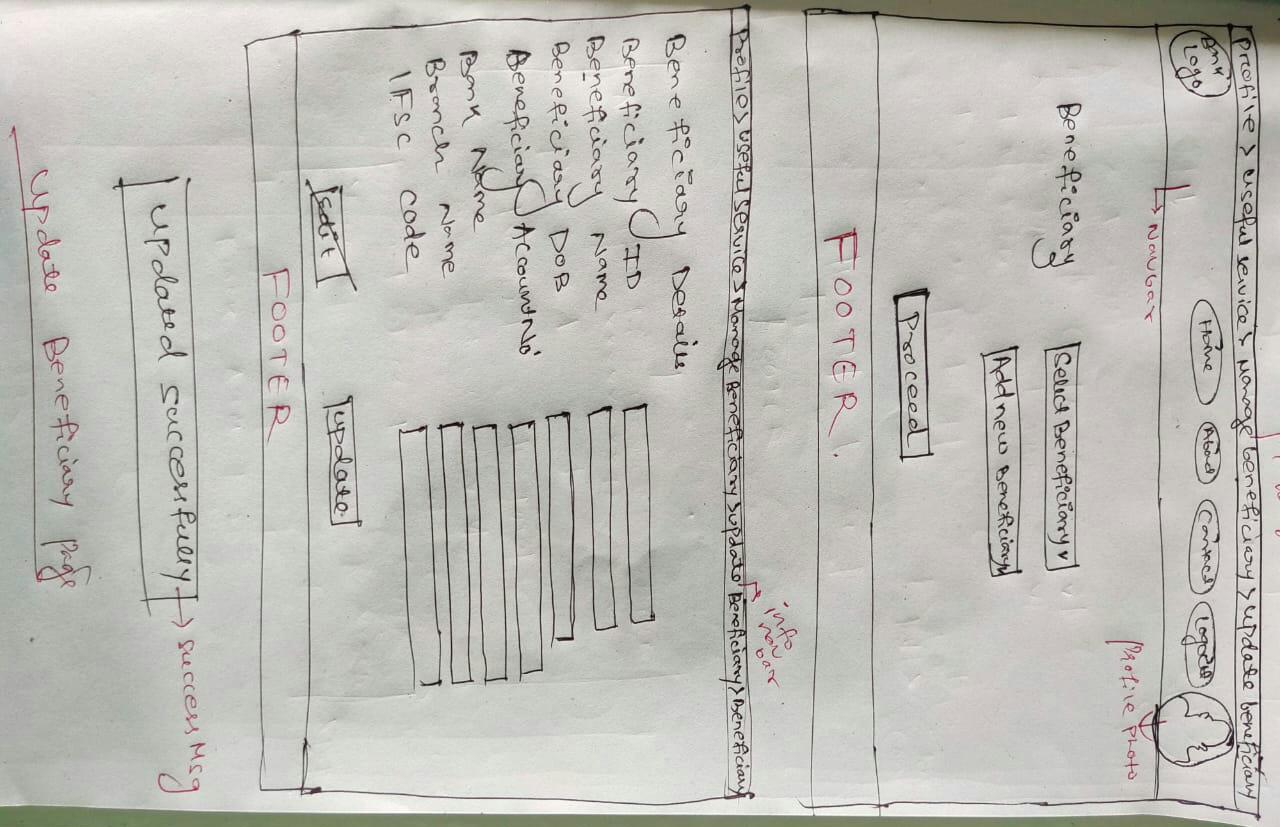 Profile > useful service > Manage beneficiary > update beneficiary
Bank Logo
Home
About
Contact
Logout
Navbar
Profile Photo
Beneficiary
Select Beneficiary
Add new Beneficiary
Proceed
FOOTER.
info nav bar
Profile > useful service > Manage Beneficiary > update Beneficiary > Beneficiary
Beneficiary Details
Beneficiary ID
Beneficiary Name
Beneficiary DOB
Beneficiary Account No
Bank Name
Branch Name
IFSC Code
Edit
update
FOOTER
updated successfully
success Msg
Update Beneficiary Page